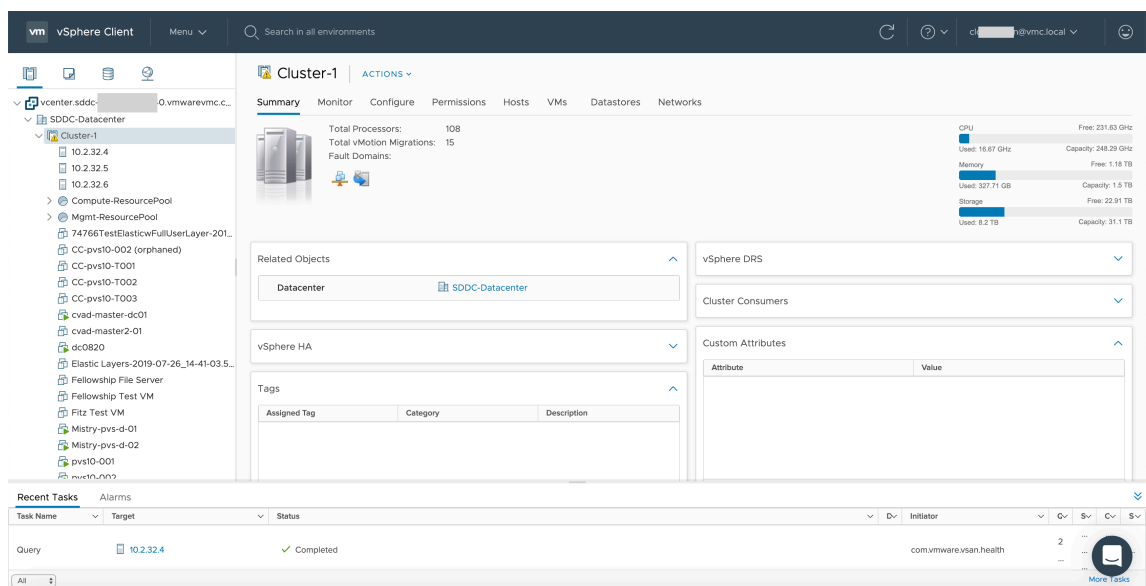 vm vSphere Client Menu Search in all environments cl n@vmc.local
Cluster-1 ACTIONS
Summary Monitor Configure Permissions Hosts VMs Datastores Networks
vcenter.sddc- .0.vmwarevmc.c...
SDDC-Datacenter
Cluster-1
10.2.32.4
10.2.32.5
10.2.32.6
Compute-ResourcePool
Mgmt-ResourcePool
74766TestElasticwFullUserLayer-201...
CC-pvs10-002 (orphaned)
CC-pvs10-T001
CC-pvs10-T002
CC-pvs10-T003
cvad-master-dc01
cvad-master2-01
dc0820
Elastic Layers-2019-07-26_14-41-03.5...
Fellowship File Server
Fellowship Test VM
Fitz Test VM
Mistry-pvs-d-01
Mistry-pvs-d-02
pvs10-001
pvs10-002
Total Processors: 108
Total vMotion Migrations: 15
Fault Domains:
CPU Free: 231.63 GHz
Used: 16.67 GHz Capacity: 248.29 GHz
Memory Free: 1.18 TB
Used: 327.71 GB Capacity: 1.5 TB
Storage Free: 22.91 TB
Used: 8.2 TB Capacity: 31.1 TB
Related Objects
Datacenter SDDC-Datacenter
vSphere HA
Tags
Assigned Tag Category Description
vSphere DRS
Cluster Consumers
Custom Attributes
Attribute Value
Recent Tasks Alarms
Task Name Target Status D Initiator Q S C S
Query 10.2.32.4 Completed com.vmware.vsan.health 2
...
All More Tasks